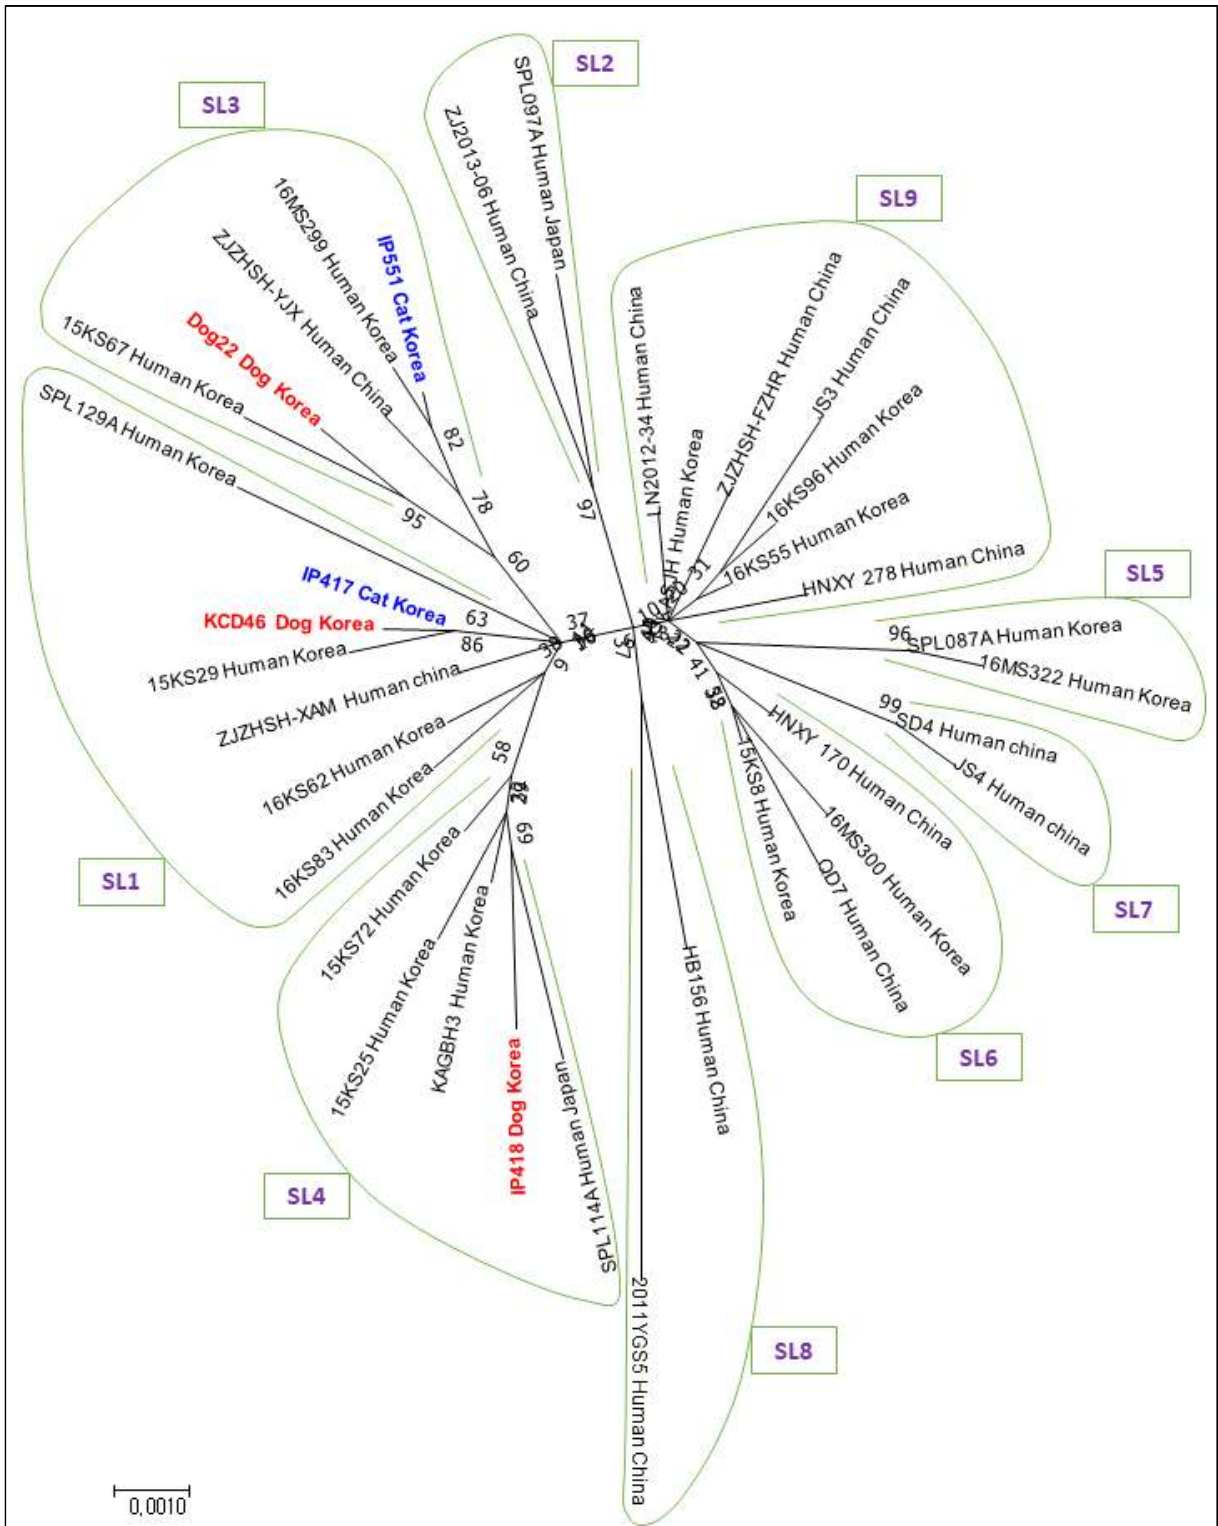 SL2
SL3
SPL097A Human Japan
ZJ2013-06 Human China
SL9
16MS299 Human Korea
IP551 Cat Korea
ZJZHSH-YJX Human China
Dog22 Dog Korea
15KS67 Human Korea
SPL129A Human Korea
82
78
95
60
97
LN2012-34 Human China
Human Korea
ZJZHSH-FZHR Human China
JS3 Human China
16KS96 Human Korea
16KS55 Human Korea
HNXY 278 Human China
31
SL5
IP417 Cat Korea
KCD46 Dog Korea
63
86
37
15KS29 Human Korea
ZJZHSH-XAM Human china
16KS62 Human Korea
16KS83 Human Korea
9
37
41
96
SPL087A Human Korea
16MS322 Human Korea
99
SD4 Human china
JS4 Human china
SL7
HNXY 170 Human China
15KS8 Human Korea
16MS300 Human Korea
QD7 Human China
SL6
SL1
58
69
15KS72 Human Korea
15KS25 Human Korea
KAGBH3 Human Korea
IP418 Dog Korea
SPL114A Human Japan
SL4
HB156 Human China
2011YGS5 Human China
SL8
0,0010